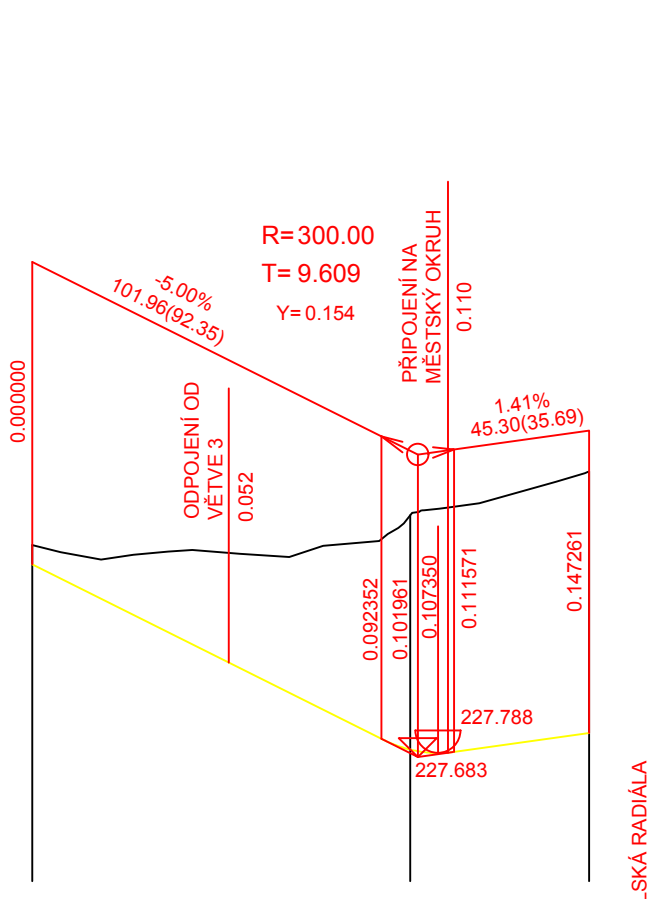 R=300.00
T= 9.609
Y= 0.154
-5.00%
101.96(92.35)
PŘIPOJENÍ NA
MĚSTSKÝ OKRUH
0.110
0.000000
ODPOJENÍ OD
VĚTVE 3
0.052
1.41%
45.30(35.69)
0.092352
0.101961
0.107350
0.111571
0.147261
227.788
227.683
RADIÁLA